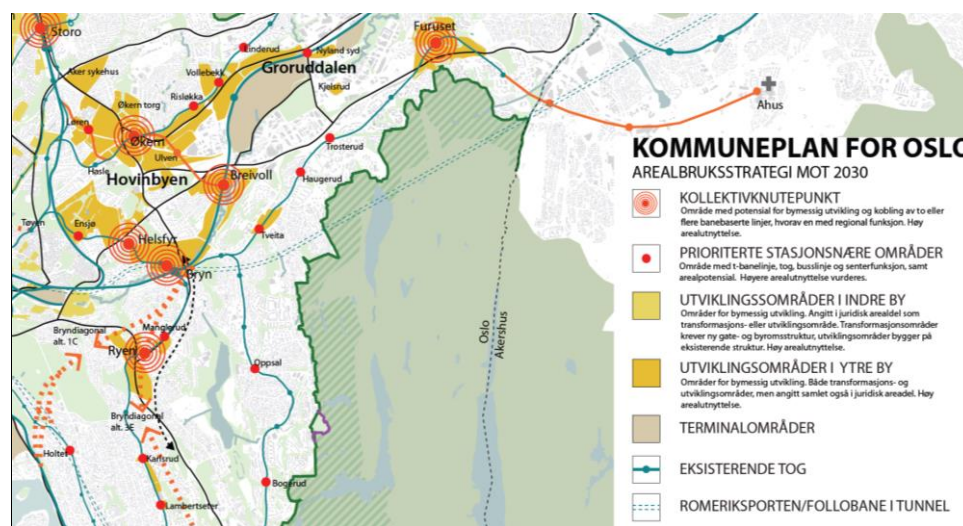 Storo
Furuset
Linderud
Nyland syd
Groruddalen
Aker sykehus
Vollebekk
Kjelsrud
Risløkka
Økern torg
Ahus
Løren
Økern
Trosterud
Ulven
Hasle
Hovinbyen
Breivoll
Haugerud
Tøyen
Ensjø
Helsfyr
Tveita
Bryn
Oslo
Akershus
Bryndiagonal
alt. 1C
Manglerud
Ryen
Oppsal
Bryndiagonal
alt. 3E
Holtet
Karlsrud
Bogerud
Lambertseter
KOMMUNEPLAN FOR OSLO
AREALBRUKSSTRATEGI MOT 2030
KOLLEKTIVKNUTEPUNKT
Område med potensial for bymessig utvikling og kobling av to eller
flere banebaserte linjer, hvorav en med regional funksjon. Høy
arealutnyttelse.
PRIORITERTE STASJONSNÆRE OMRÅDER
Område med t-banelinje, tog, busslinje og senterfunksjon, samt
arealpotensial. Høyere arealutnyttelse vurderes.
UTVIKLINGSSOMRÅDER I INDRE BY
Områder for bymessig utvikling. Angitt i juridisk arealdel som
transformasjons- eller utviklingsområde. Transformasjonsområder
krever ny gate- og byromsstruktur, utviklingsområder bygger på
eksisterende struktur. Høy arealutnyttelse.
UTVIKLINGSOMRÅDER I YTRE BY
Områder for bymessig utvikling. Både transformasjons- og
utviklingsområder, men angitt samlet også i juridisk areadel. Høy
arealutnyttelse.
TERMINALOMRÅDER
EKSISTERENDE TOG
ROMERIKSPORTEN/FOLLOBANE I TUNNEL